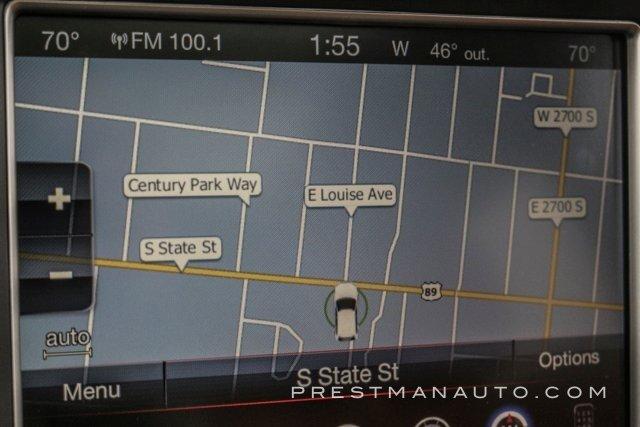 70° FM 100.1 1:55 W 46° out. 70°
W 2700 S
Century Park Way
E Louise Ave
E 2700 S
S State St
+
89
−
auto
Menu
S State St
Options
PRESTMANAUTO.COM